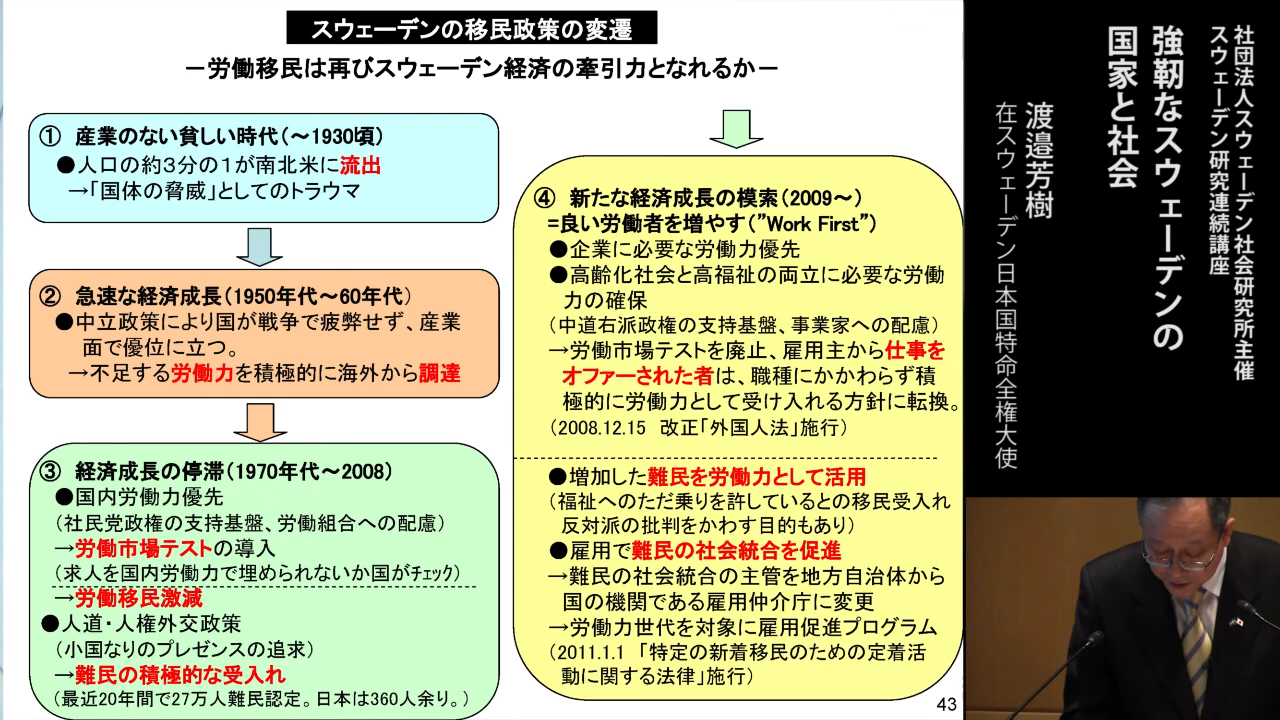 スウェーデンの移民政策の変遷
－労働移民は再びスウェーデン経済の牽引力となれるか－
① 産業のない貧しい時代（～1930頃）
●人口の約３分の１が南北米に流出
→「国体の脅威」としてのトラウマ
② 急速な経済成長（1950年代～60年代）
●中立政策により国が戦争で疲弊せず、産業
面で優位に立つ。
→不足する労働力を積極的に海外から調達
③ 経済成長の停滞（1970年代～2008）
●国内労働力優先
（社民党政権の支持基盤、労働組合への配慮）
→労働市場テストの導入
（求人を国内労働力で埋められないか国がﾁｪｯｸ）
→労働移民激減
●人道・人権外交政策
（小国なりのプレゼンスの追求）
→難民の積極的な受入れ
（最近20年間で27万人難民認定。日本は360人余り。）
④ 新たな経済成長の模索（2009～）
=良い労働者を増やす（”Work First”）
●企業に必要な労働力優先
●高齢化社会と高福祉の両立に必要な労働
力の確保
（中道右派政権の支持基盤、事業家への配慮）
→労働市場テストを廃止、雇用主から仕事を
オファーされた者は、職種にかかわらず積
極的に労働力として受け入れる方針に転換。
（2008.12.15 改正「外国人法」施行）
●増加した難民を労働力として活用
（福祉へのただ乗りを許しているとの移民受入れ
反対派の批判をかわす目的もあり）
●雇用で難民の社会統合を促進
→難民の社会統合の主管を地方自治体から
国の機関である雇用仲介庁に変更
→労働力世代を対象に雇用促進プログラム
（2011.1.1 「特定の新着移民のための定着活
動に関する法律」施行）
43
社団法人スウェーデン社会研究所主催
スウェーデン研究連続講座
強靭なスウェーデンの
国家と社会
渡邉芳樹
在スウェーデン日本国特命全権大使